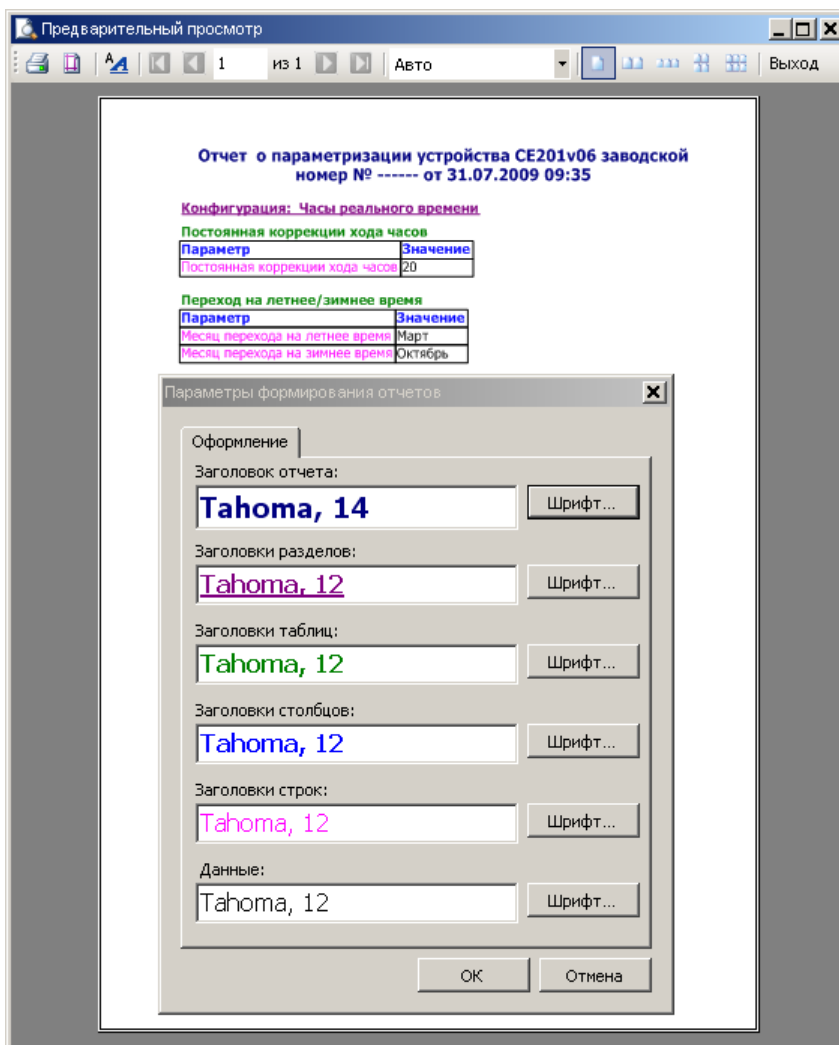 Предварительный просмотр
1 из 1 Авто Выход
Отчет о параметризации устройства CE201v06 заводской
номер № ------ от 31.07.2009 09:35
Конфигурация: Часы реального времени
Постоянная коррекции хода часов
Параметр Значение
Постоянная коррекции хода часов 20
Переход на летнее/зимнее время
Параметр Значение
Месяц перехода на летнее время Март
Месяц перехода на зимнее время Октябрь
Параметры формирования отчетов
Оформление
Заголовок отчета:
Tahoma, 14 Шрифт...
Заголовки разделов:
Tahoma, 12 Шрифт...
Заголовки таблиц:
Tahoma, 12 Шрифт...
Заголовки столбцов:
Tahoma, 12 Шрифт...
Заголовки строк:
Tahoma, 12 Шрифт...
Данные:
Tahoma, 12 Шрифт...
ОК Отмена